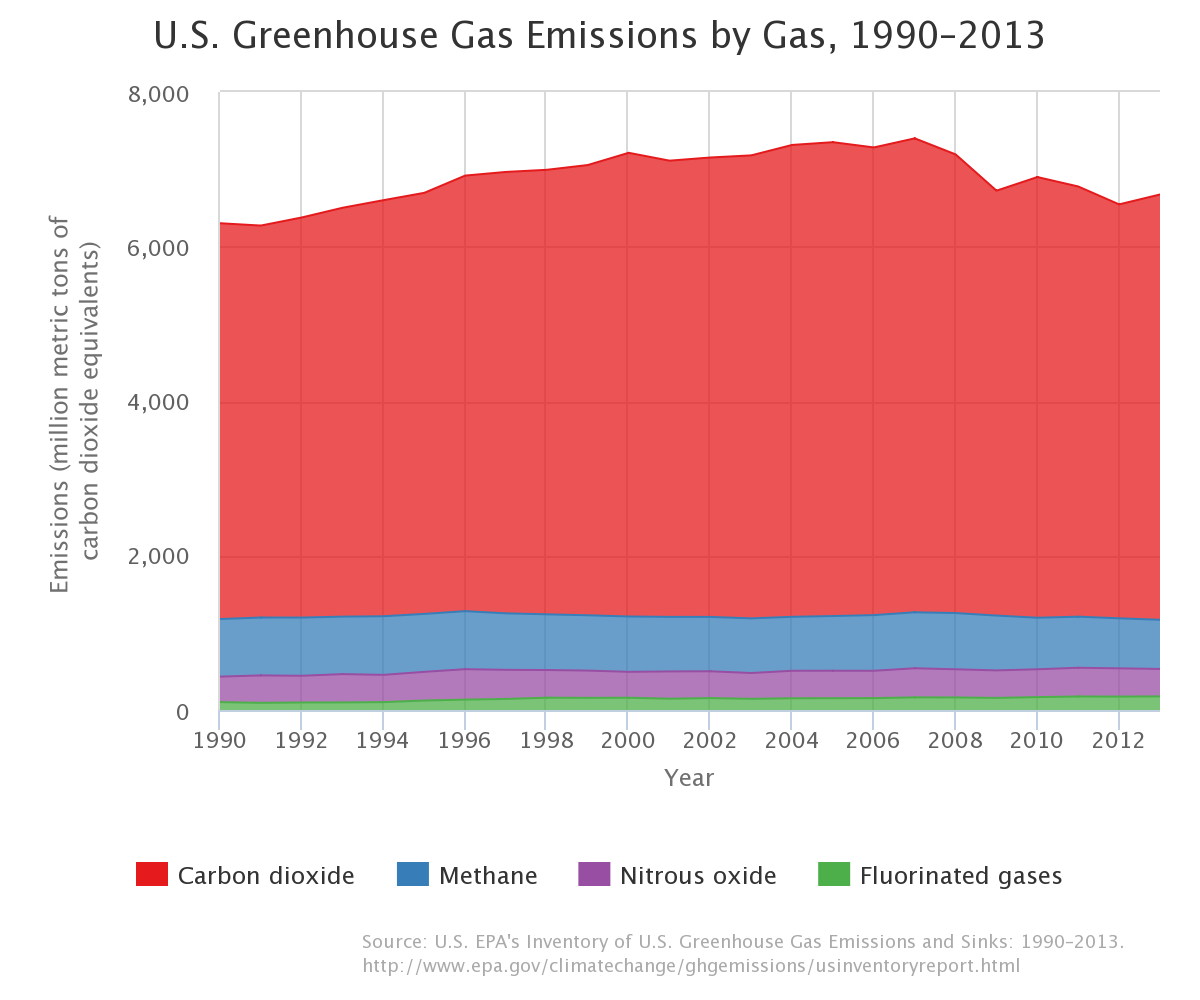 U.S. Greenhouse Gas Emissions by Gas, 1990–2013
Emissions (million metric tons of
carbon dioxide equivalents)
8,000
6,000
4,000
2,000
0
1990 1992 1994 1996 1998 2000 2002 2004 2006 2008 2010 2012
Year
Carbon dioxide Methane Nitrous oxide Fluorinated gases
Source: U.S. EPA's Inventory of U.S. Greenhouse Gas Emissions and Sinks: 1990–2013.
http://www.epa.gov/climatechange/ghgemissions/usinventoryreport.html